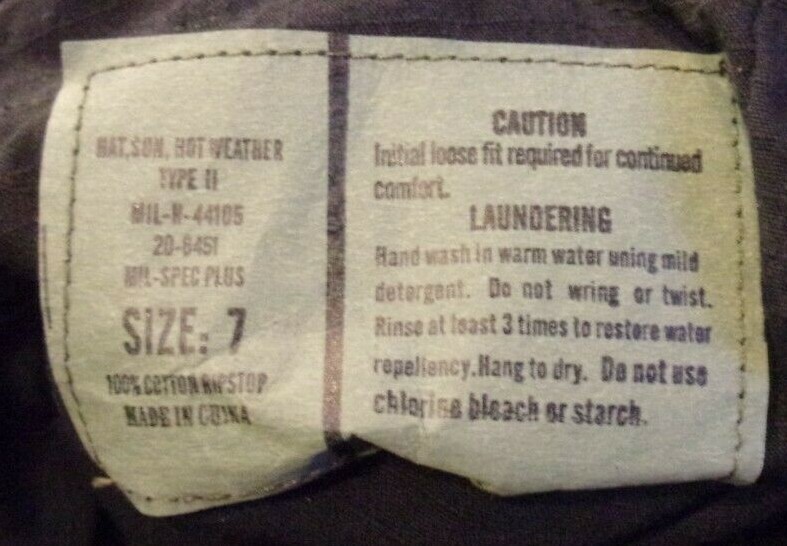 HAT, SUN, HOT WEATHER
TYPE II
MIL-H-44105
20-6451
MIL-SPEC PLUS
SIZE: 7
100% COTTON RIPSTOP
MADE IN CHINA
CAUTION
Initial loose fit required for continued
comfort.
LAUNDERING
Hand wash in warm water uning mild
detergent. Do not wring or twist.
Rinse at least 3 times to restore water
repellency.Hang to dry. Do not use
chlorine bleach or starch.